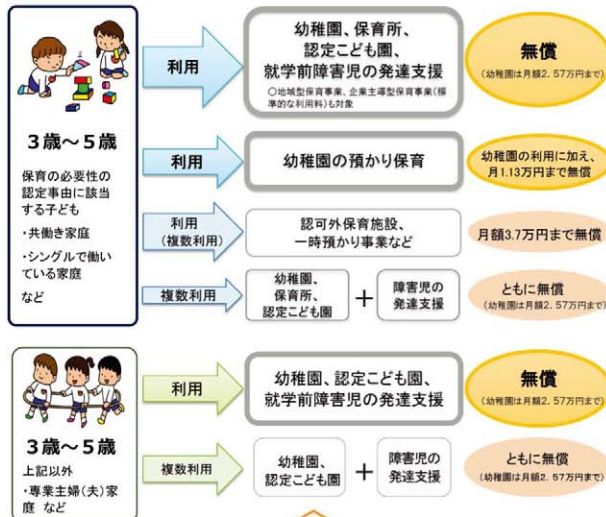 3歳～5歳
保育の必要性の
認定事由に該当
する子ども
・共働き家庭
・シングルで働い
ている家庭
など
利用
幼稚園、保育所、
認定こども園、
就学前障害児の発達支援
○地域型保育事業、企業主導型保育事業(標
準的な利用料)も対象
無償
(幼稚園は月額2.57万円まで)
利用
幼稚園の預かり保育
幼稚園の利用に加え、
月1.13万円まで無償
利用
(複数利用)
認可外保育施設、
一時預かり事業など
月額3.7万円まで無償
複数利用
幼稚園、
保育所、
認定こども園
+
障害児の
発達支援
ともに無償
(幼稚園は月額2.57万円まで)
3歳～5歳
上記以外
・専業主婦(夫)家
庭 など
利用
幼稚園、認定こども園、
就学前障害児の発達支援
無償
(幼稚園は月額2.57万円まで)
複数利用
幼稚園、
認定こども園
+
障害児の
発達支援
ともに無償
(幼稚園は月額2.57万円まで)